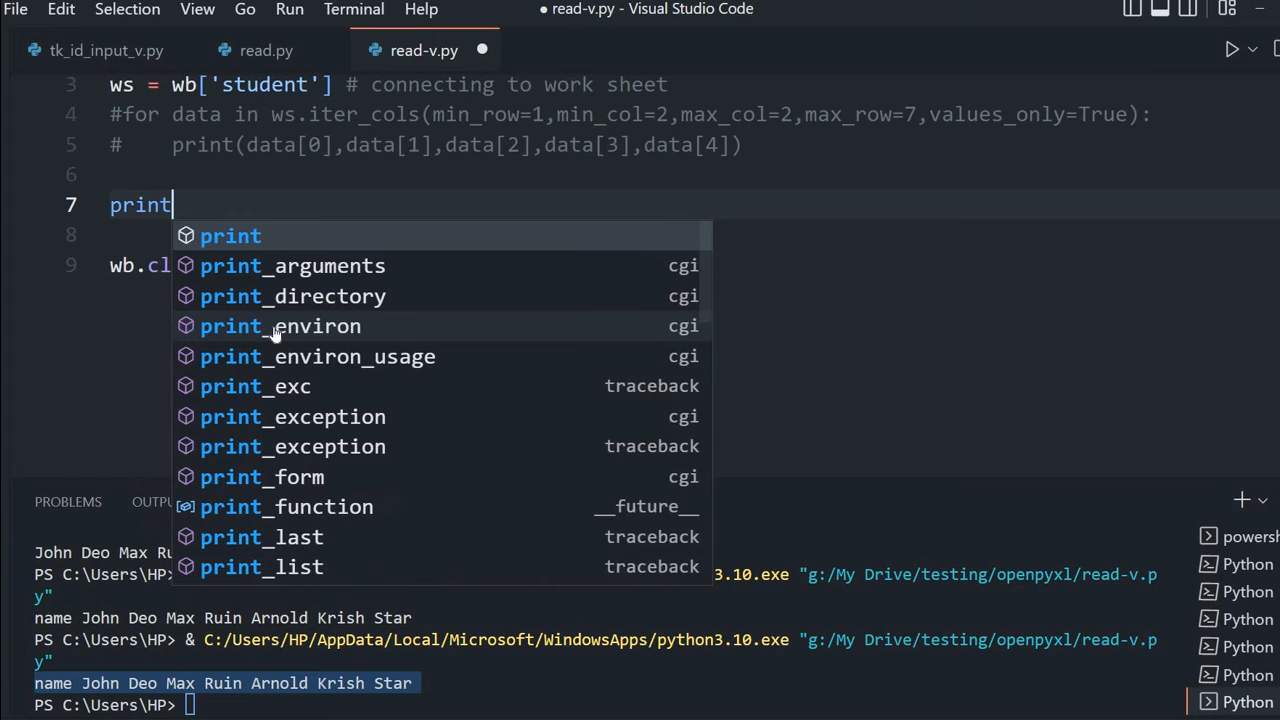 File Edit Selection View Go Run Terminal Help ● read-v.py - Visual Studio Code
tk_id_input_v.py read.py read-v.py
3 ws = wb['student'] # connecting to work sheet
4 #for data in ws.iter_cols(min_row=1,min_col=2,max_col=2,max_row=7,values_only=True):
5 #    print(data[0],data[1],data[2],data[3],data[4])
6
7 print
8
9 wb.cl
print
print_arguments cgi
print_directory cgi
print_environ cgi
print_environ_usage cgi
print_exc traceback
print_exception cgi
print_exception traceback
print_form cgi
print_function __future__
print_last traceback
print_list traceback
PROBLEMS OUTPU
John Deo Max Ru
PS C:\Users\HP> 3.10.exe "g:/My Drive/testing/openpyxl/read-v.p
y"
name John Deo Max Ruin Arnold Krish Star
PS C:\Users\HP> & C:/Users/HP/AppData/Local/Microsoft/WindowsApps/python3.10.exe "g:/My Drive/testing/openpyxl/read-v.p
y"
name John Deo Max Ruin Arnold Krish Star
PS C:\Users\HP>
powersh
Python
Python
Python
Python
Python
Python